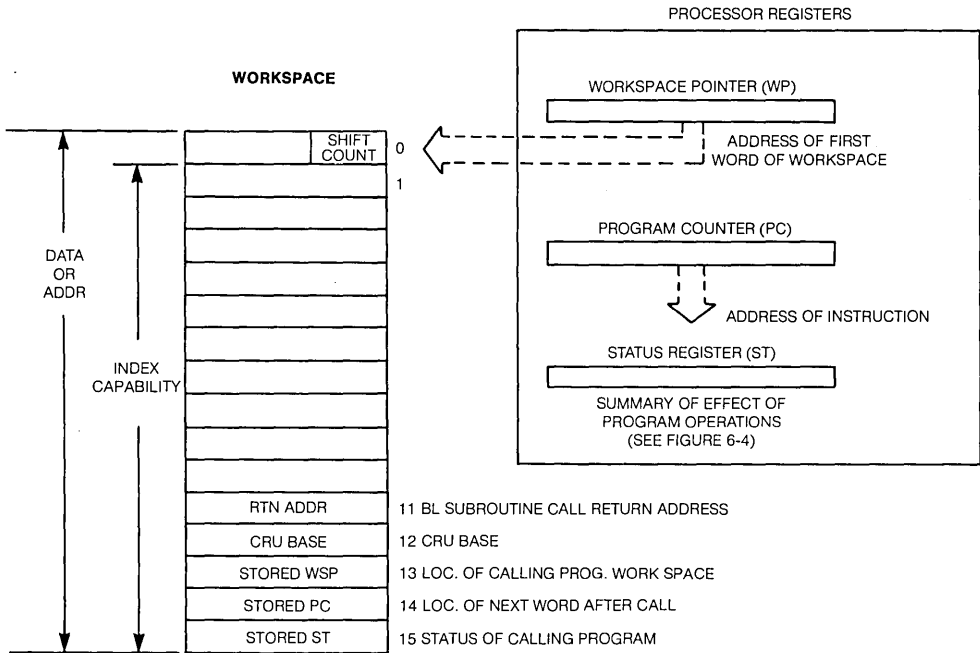 PROCESSOR REGISTERS
WORKSPACE
WORKSPACE POINTER (WP)
SHIFT
COUNT
0
ADDRESS OF FIRST
WORD OF WORKSPACE
1
DATA
OR
ADDR
PROGRAM COUNTER (PC)
ADDRESS OF INSTRUCTION
INDEX
CAPABILITY
STATUS REGISTER (ST)
SUMMARY OF EFFECT OF
PROGRAM OPERATIONS
(SEE FIGURE 6-4)
RTN ADDR 11 BL SUBROUTINE CALL RETURN ADDRESS
CRU BASE 12 CRU BASE
STORED WSP 13 LOC. OF CALLING PROG. WORK SPACE
STORED PC 14 LOC. OF NEXT WORD AFTER CALL
STORED ST 15 STATUS OF CALLING PROGRAM